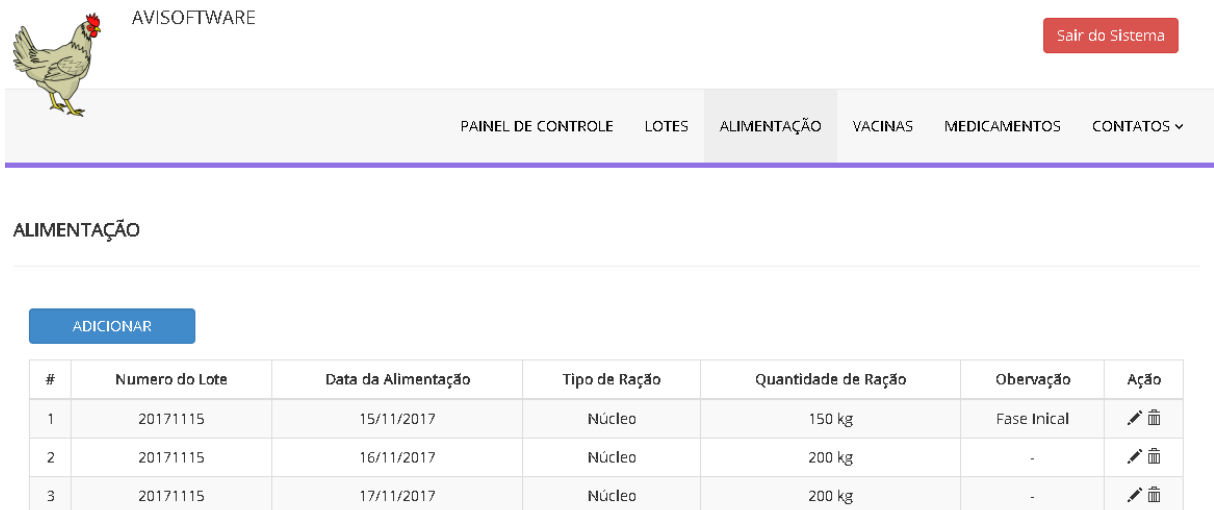 AVISOFTWARE
Sair do Sistema
PAINEL DE CONTROLE LOTES ALIMENTAÇÃO VACINAS MEDICAMENTOS CONTATOS
ALIMENTAÇÃO
ADICIONAR
# Numero do Lote Data da Alimentação Tipo de Ração Quantidade de Ração Obervação Ação
1 20171115 15/11/2017 Núcleo 150 kg Fase Inical
2 20171115 16/11/2017 Núcleo 200 kg -
3 20171115 17/11/2017 Núcleo 200 kg -